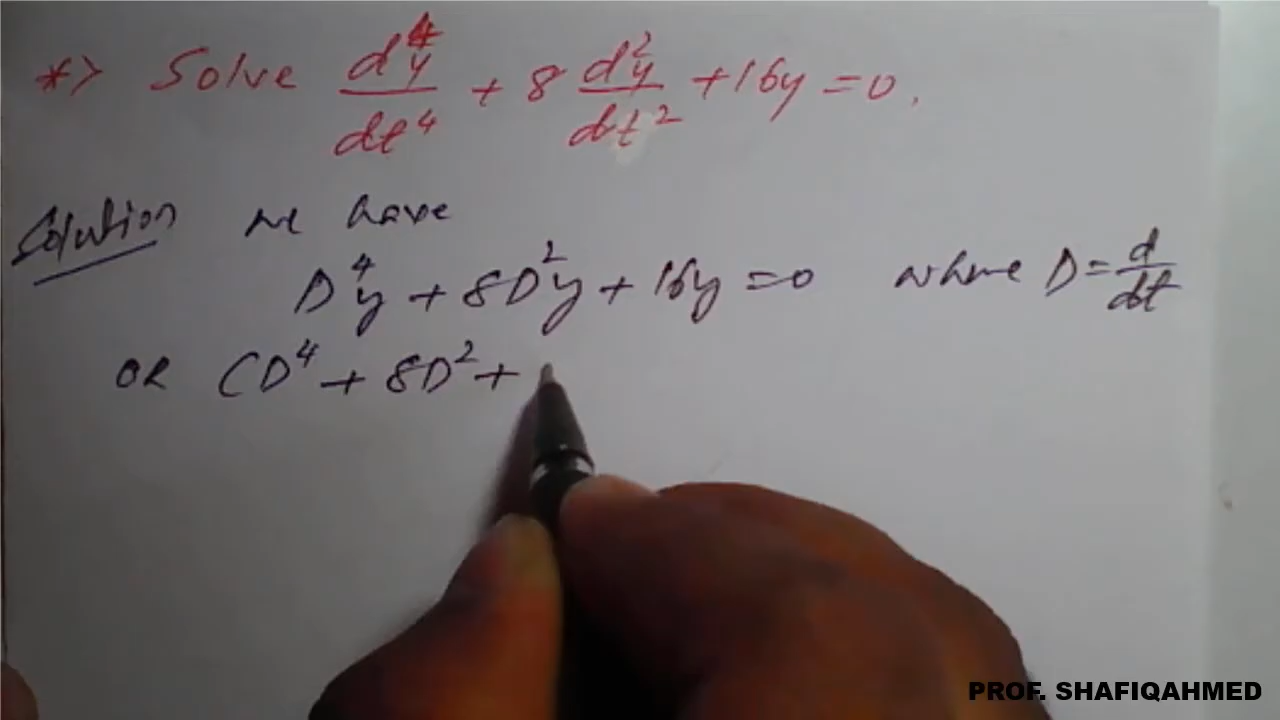 *> Solve d⁴y/dt⁴ + 8 d²y/dt² + 16y = 0.
Solution we have
D⁴y + 8D²y + 16y = 0 where D = d/dt
OR (D⁴ + 8D² +
PROF. SHAFIQAHMED